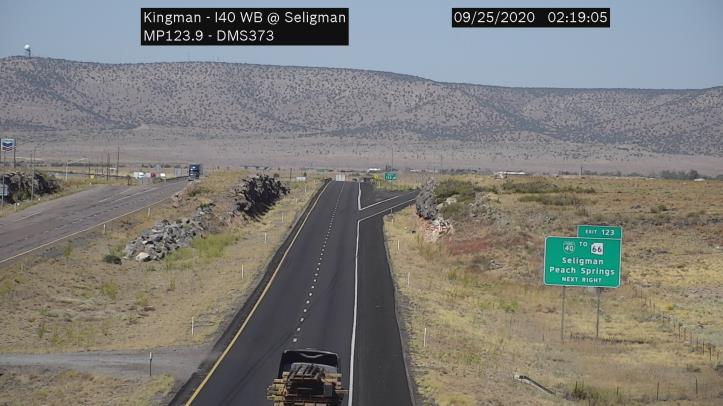 Kingman - I40 WB @ Seligman
MP123.9 - DMS373
09/25/2020 02:19:05
EXIT 123
40 TO 66
Seligman
Peach Springs
NEXT RIGHT